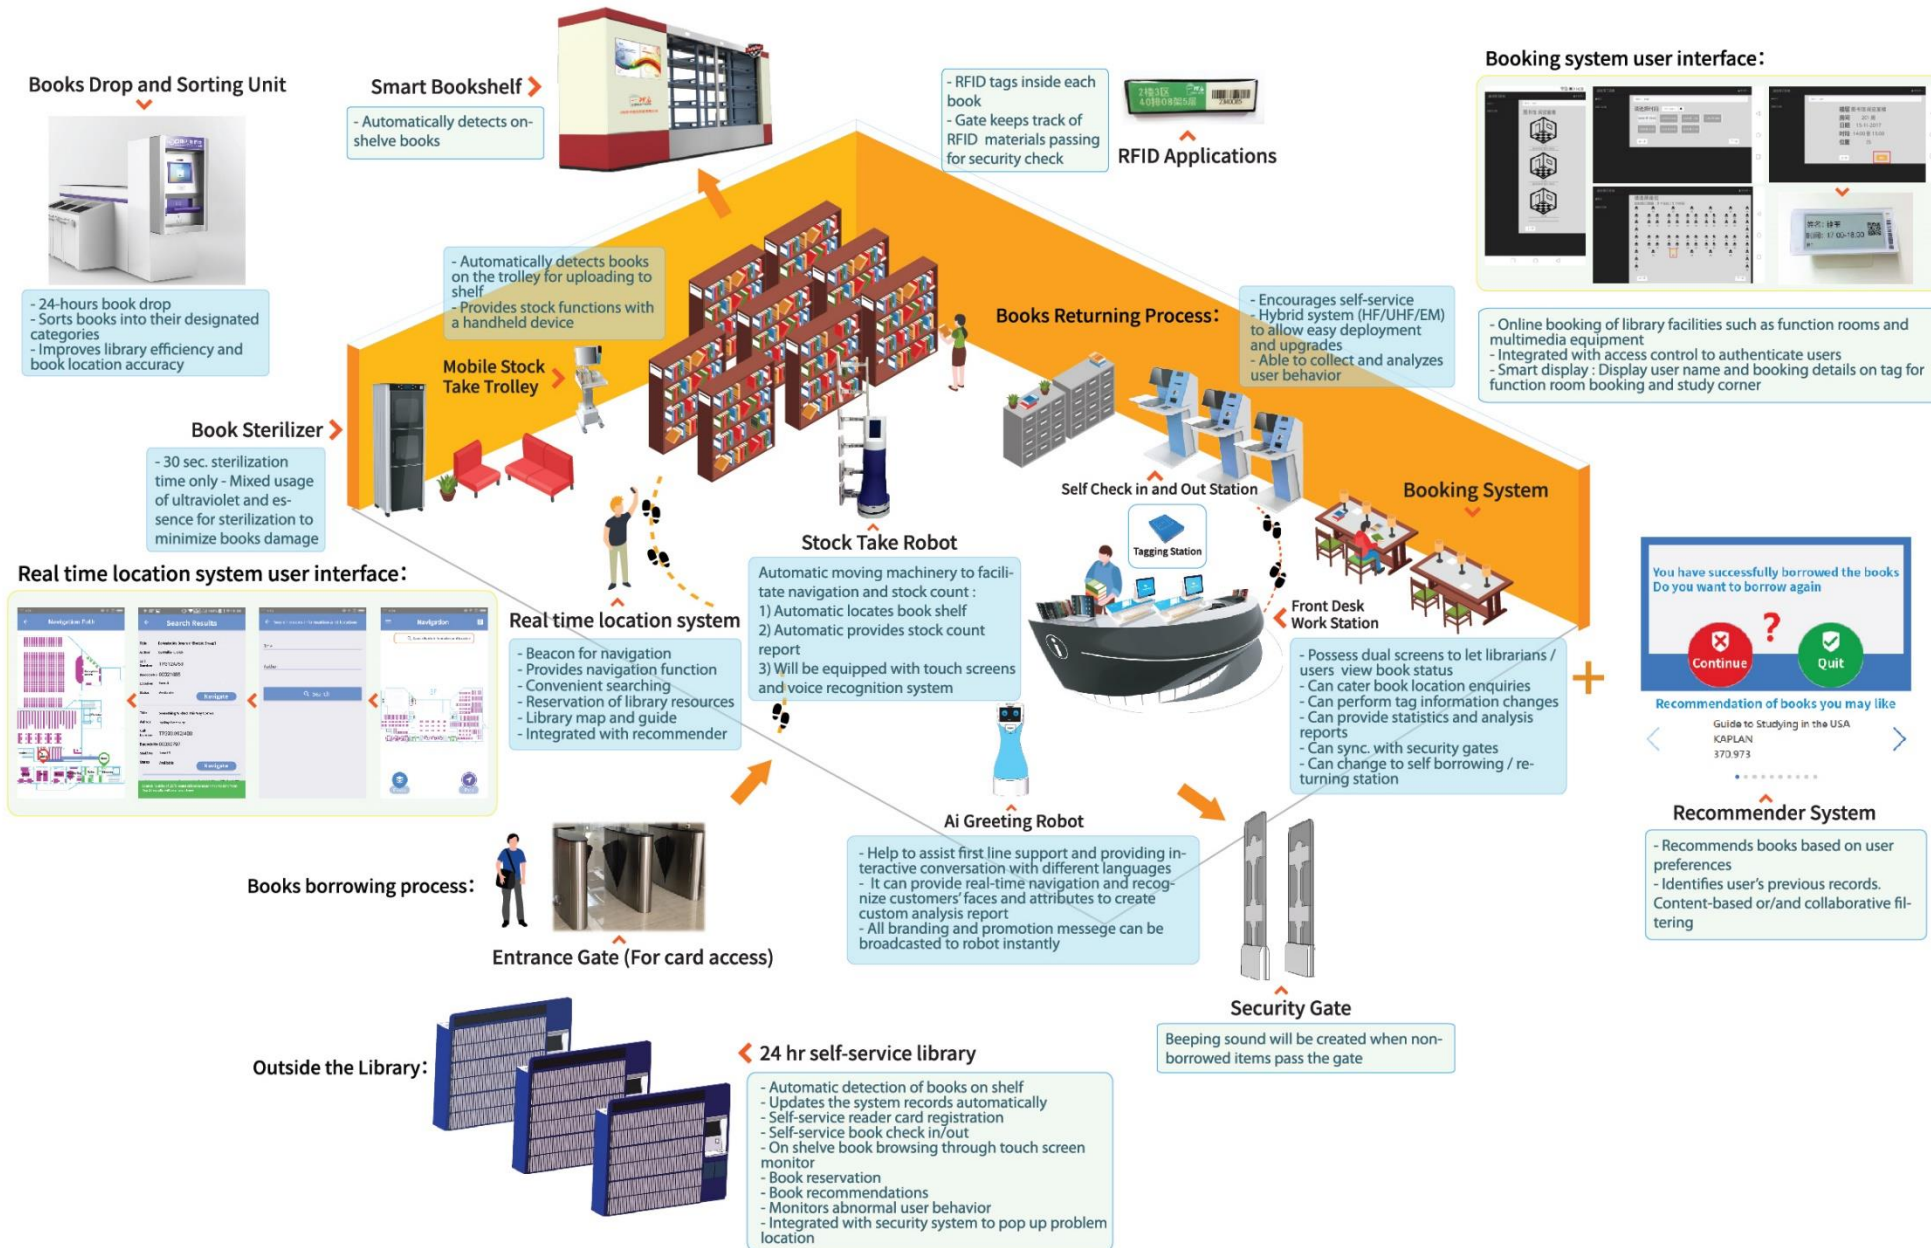 Books Drop and Sorting Unit
- 24-hours book drop
- Sorts books into their designated
categories
- Improves library efficiency and
book location accuracy
Smart Bookshelf
- Automatically detects on-
shelve books
- RFID tags inside each
book
- Gate keeps track of
RFID materials passing
for security check
2楼3区
40排08架5层
RFID Applications
Booking system user interface:
- Online booking of library facilities such as function rooms and
multimedia equipment
- Integrated with access control to authenticate users
- Smart display : Display user name and booking details on tag for
function room booking and study corner
- Automatically detects books
on the trolley for uploading to
shelf
- Provides stock functions with
a handheld device
Mobile Stock
Take Trolley
Books Returning Process:
- Encourages self-service
- Hybrid system (HF/UHF/EM)
to allow easy deployment
and upgrades
- Able to collect and analyzes
user behavior
Book Sterilizer
- 30 sec. sterilization
time only - Mixed usage
of ultraviolet and es-
sence for sterilization to
minimize books damage
Self Check in and Out Station
Tagging Station
Booking System
Stock Take Robot
Automatic moving machinery to facili-
tate navigation and stock count :
1) Automatic locates book shelf
2) Automatic provides stock count
report
3) Will be equipped with touch screens
and voice recognition system
Real time location system user interface:
Navigation Path
Search Results
Navigate
Navigate
Search
Navigation
Real time location system
- Beacon for navigation
- Provides navigation function
- Convenient searching
- Reservation of library resources
- Library map and guide
- Integrated with recommender
Front Desk
Work Station
- Possess dual screens to let librarians /
users view book status
- Can cater book location enquiries
- Can perform tag information changes
- Can provide statistics and analysis
reports
- Can sync. with security gates
- Can change to self borrowing / re-
turning station
You have successfully borrowed the books
Do you want to borrow again
?
Continue
Quit
Recommendation of books you may like
Guide to Studying in the USA
KAPLAN
370.973
Recommender System
- Recommends books based on user
preferences
- Identifies user's previous records.
Content-based or/and collaborative fil-
tering
Ai Greeting Robot
- Help to assist first line support and providing in-
teractive conversation with different languages
- It can provide real-time navigation and recog-
nize customers' faces and attributes to create
custom analysis report
- All branding and promotion messege can be
broadcasted to robot instantly
Books borrowing process:
Entrance Gate (For card access)
Security Gate
Beeping sound will be created when non-
borrowed items pass the gate
Outside the Library:
24 hr self-service library
- Automatic detection of books on shelf
- Updates the system records automatically
- Self-service reader card registration
- Self-service book check in/out
- On shelve book browsing through touch screen
monitor
- Book reservation
- Book recommendations
- Monitors abnormal user behavior
- Integrated with security system to pop up problem
location